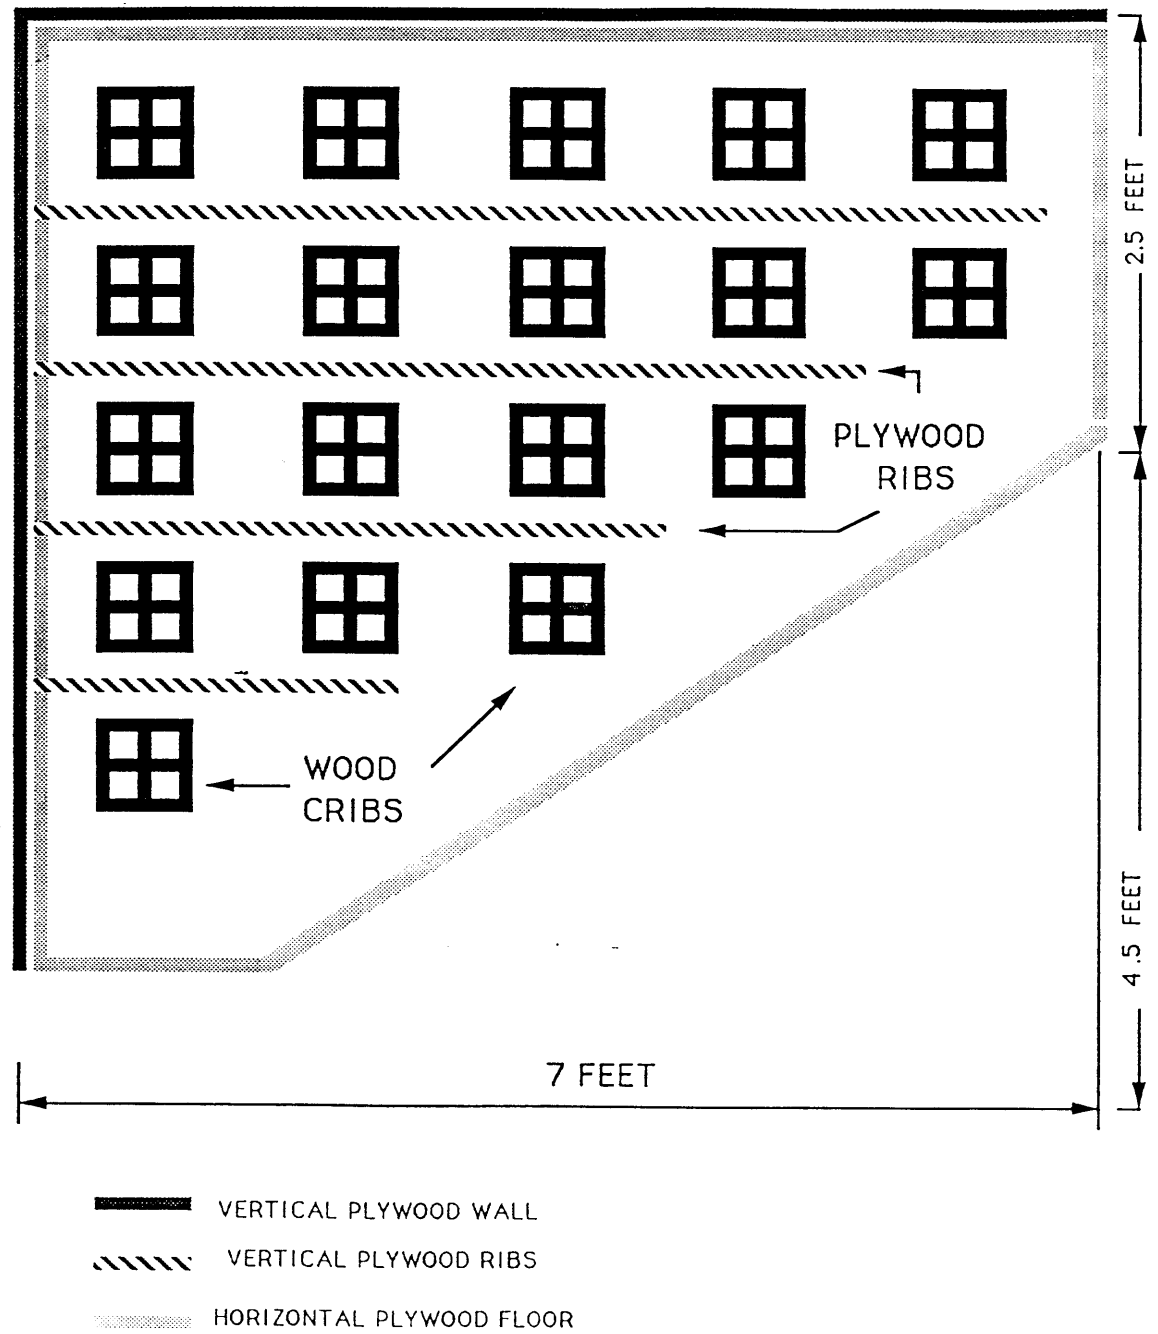 2.5 FEET
PLYWOOD
RIBS
WOOD
CRIBS
4.5 FEET
7 FEET
VERTICAL PLYWOOD WALL
VERTICAL PLYWOOD RIBS
HORIZONTAL PLYWOOD FLOOR